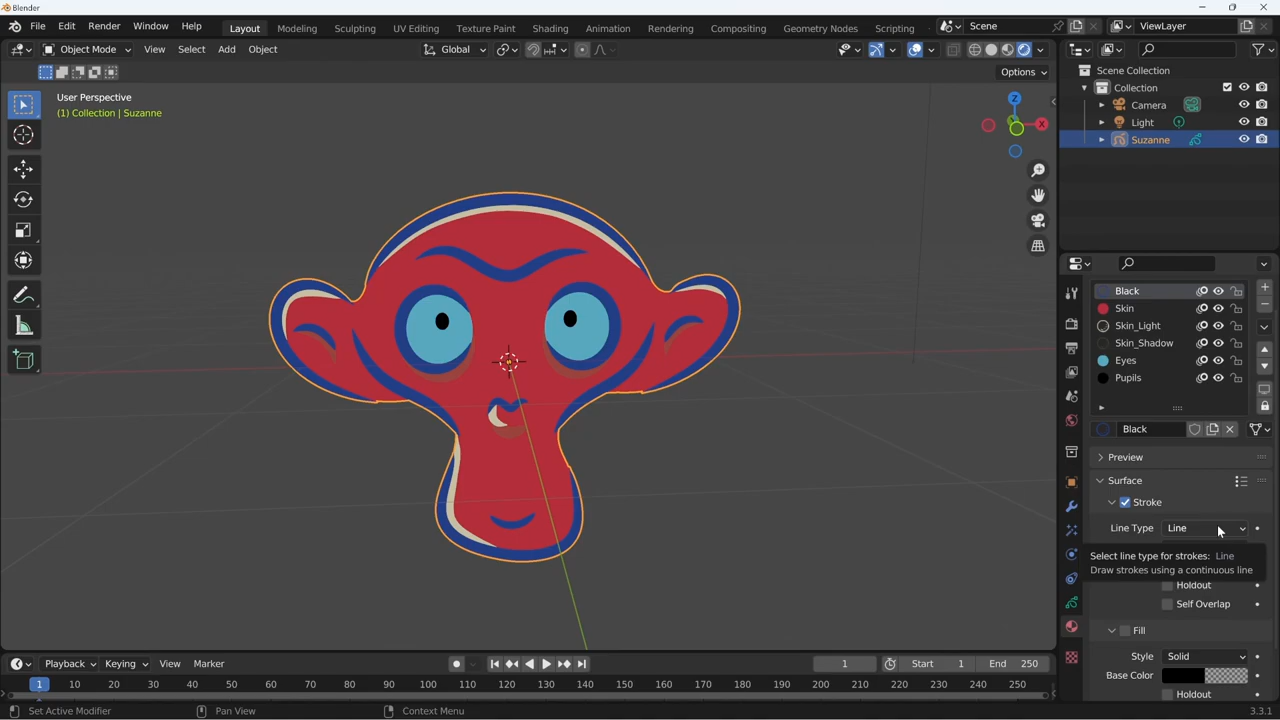 Blender
File Edit Render Window Help Layout Modeling Sculpting UV Editing Texture Paint Shading Animation Rendering Compositing Geometry Nodes Scripting Scene ViewLayer
Object Mode View Select Add Object Global
Options
User Perspective
(1) Collection | Suzanne
Z
X
Scene Collection
Collection
Camera
Light
Suzanne
Black
Skin
Skin_Light
Skin_Shadow
Eyes
Pupils
Black
Preview
Surface
Stroke
Line Type Line
Select line type for strokes: Line
Draw strokes using a continuous line
Holdout
Self Overlap
Fill
Style Solid
Base Color
Holdout
Playback Keying View Marker 1 Start 1 End 250
1 10 20 30 40 50 60 70 80 90 100 110 120 130 140 150 160 170 180 190 200 210 220 230 240 250
Set Active Modifier Pan View Context Menu 3.3.1